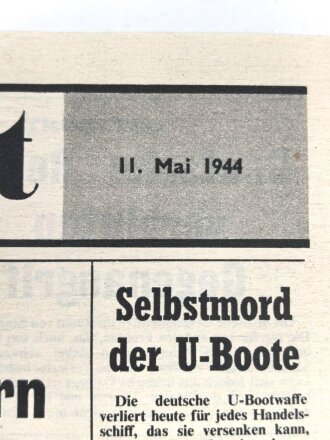 t
11. Mai 1944
Selbstmord
der U-Boote
rn
Die deutsche U-Bootwaffe
verliert heute für jedes Handels-
schiff, das sie versenken kann,